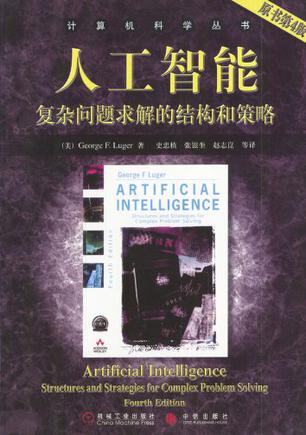 计算机科学丛书
原书第4版
人工智能
复杂问题求解的结构和策略
(美) George F. Luger 著 史忠植 张银奎 赵志崑 等译
George F Luger
ARTIFICIAL
INTELLIGENCE
Structures and Strategies for
Complex Problem Solving
Fourth Edition
ADDISON
WESLEY
Artificial Intelligence
Structures and Strategies for Complex Problem Solving
Fourth Edition
机械工业出版社
中信出版社